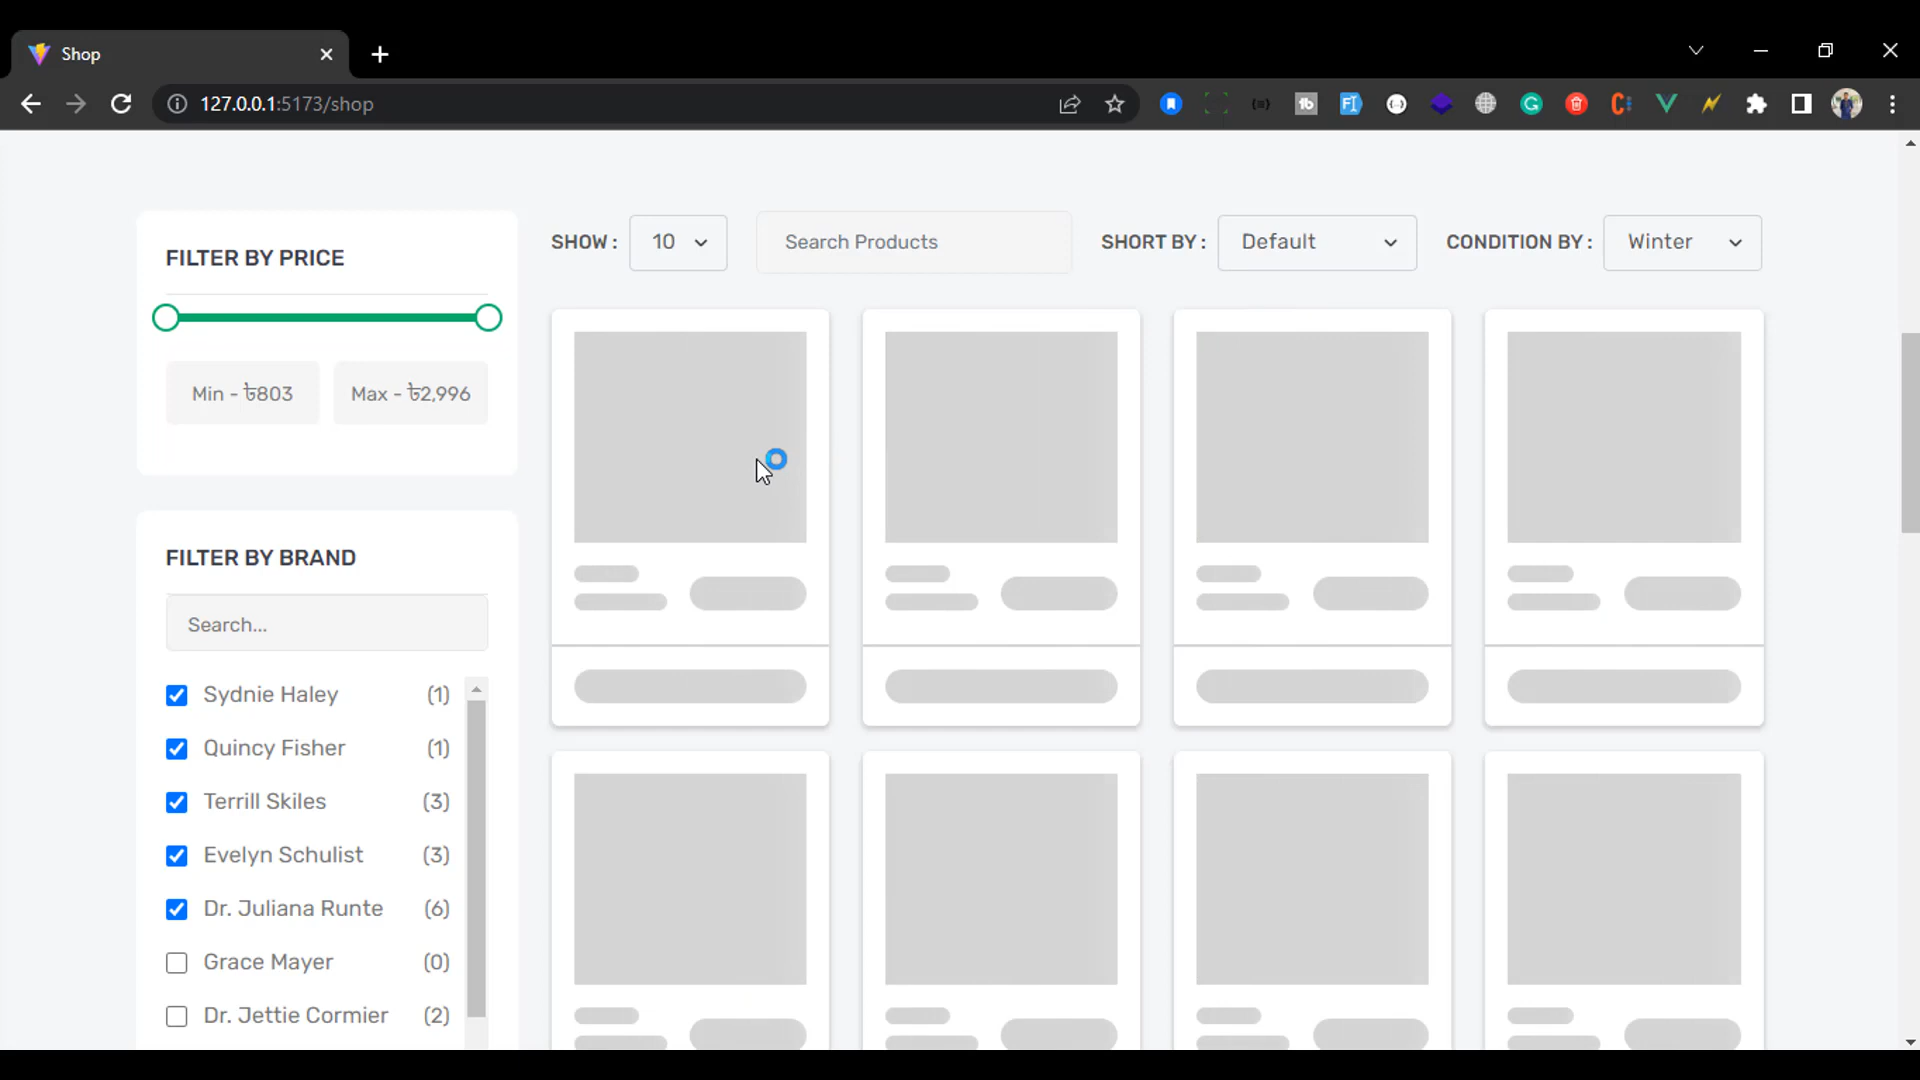 Shop
127.0.0.1:5173/shop
FILTER BY PRICE
Min - ৳803
Max - ৳2,996
FILTER BY BRAND
Search...
Sydnie Haley (1)
Quincy Fisher (1)
Terrill Skiles (3)
Evelyn Schulist (3)
Dr. Juliana Runte (6)
Grace Mayer (0)
Dr. Jettie Cormier (2)
SHOW : 10
Search Products
SHORT BY : Default
CONDITION BY : Winter